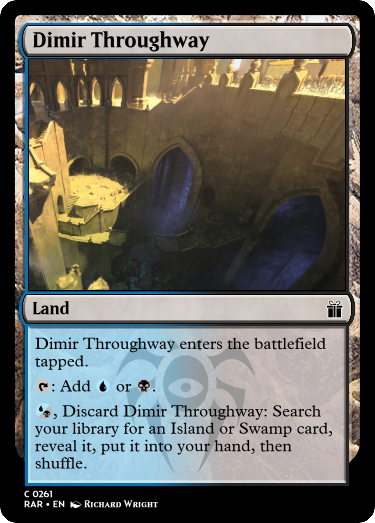 Dimir Throughway
Land
Dimir Throughway enters the battlefield
tapped.
: Add or .
, Discard Dimir Throughway: Search
your library for an Island or Swamp card,
reveal it, put it into your hand, then
shuffle.
C 0261
RAR • EN Richard Wright